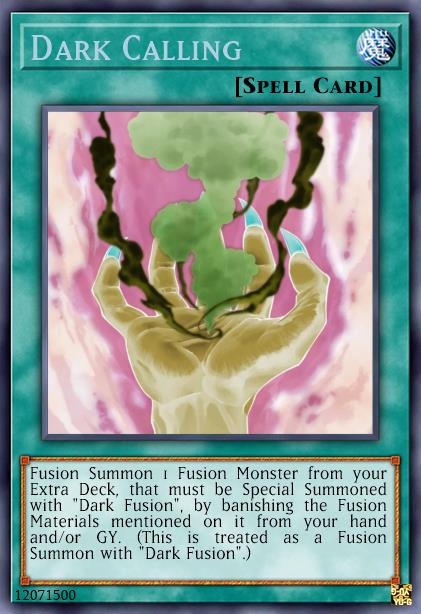 Dark Calling
魔
[Spell Card]
Fusion Summon 1 Fusion Monster from your
Extra Deck, that must be Special Summoned
with "Dark Fusion", by banishing the Fusion
Materials mentioned on it from your hand
and/or GY. (This is treated as a Fusion
Summon with "Dark Fusion".)
12071500